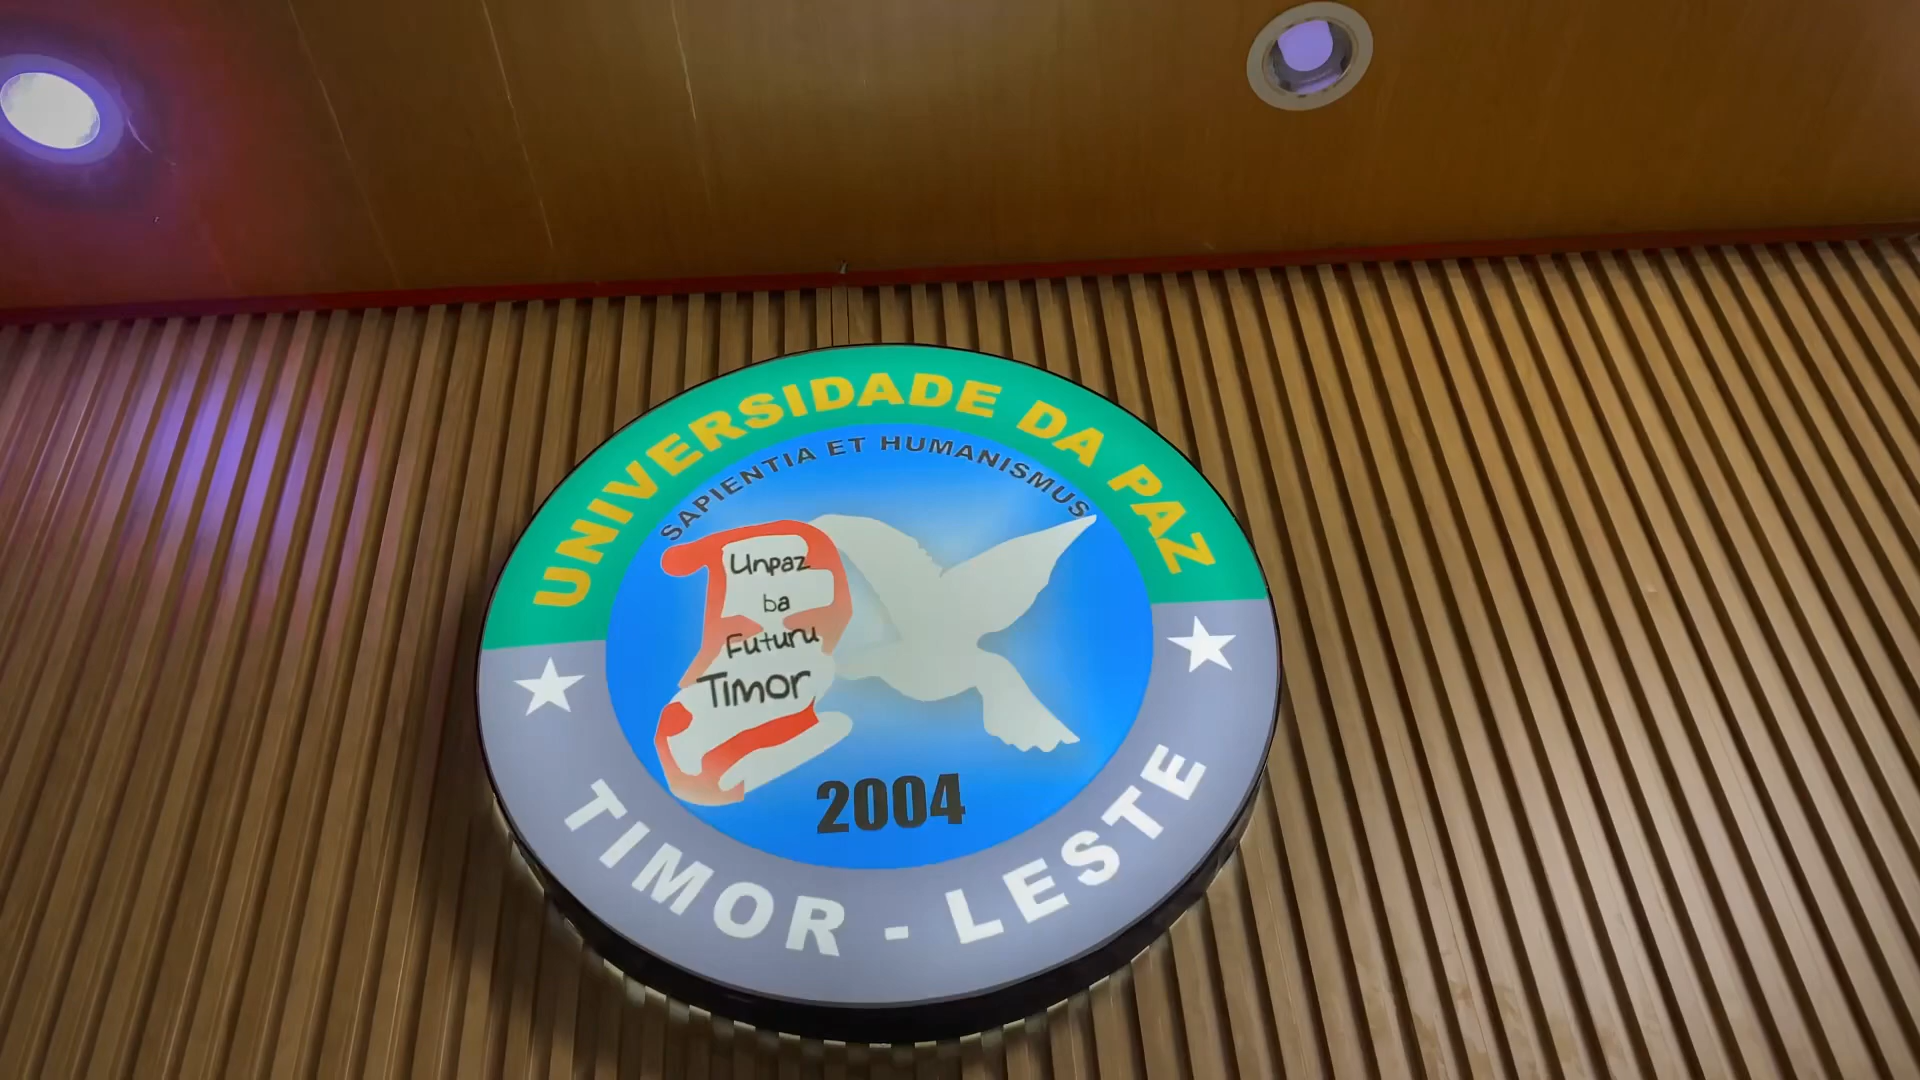 UNIVERSIDADE DA PAZ
SAPIENTIA ET HUMANISMUS
Unpaz
ba
Futuru
Timor
2004
TIMOR - LESTE